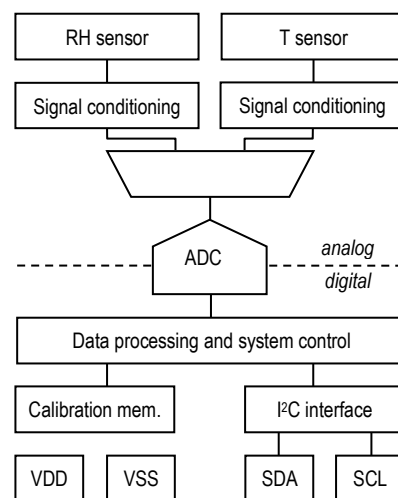 RH sensor
T sensor
Signal conditioning
Signal conditioning
ADC
analog
digital
Data processing and system control
Calibration mem.
I²C interface
VDD
VSS
SDA
SCL